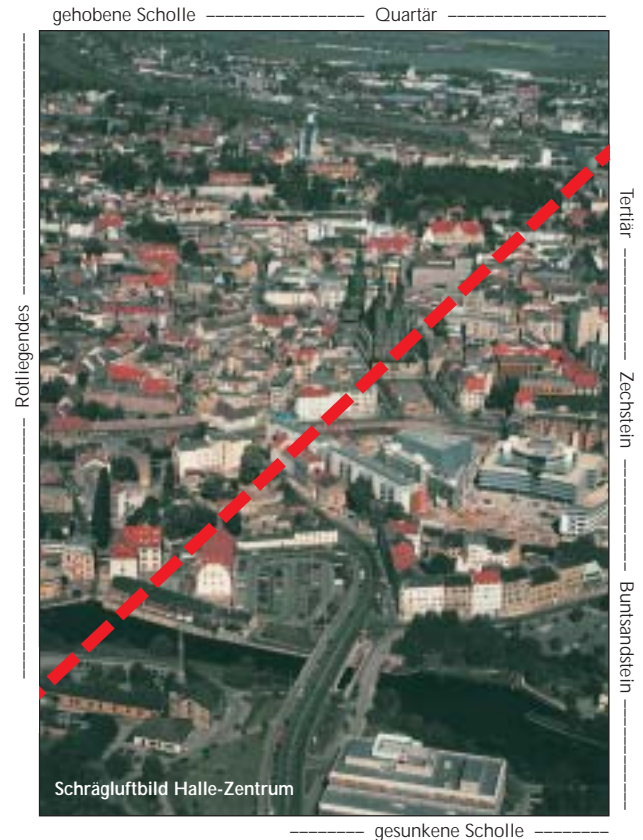 gehobene Scholle
Quartär
Rotliegendes
Tertiär
Zechstein
Buntsandstein
Schrägluftbild Halle-Zentrum
gesunkene Scholle